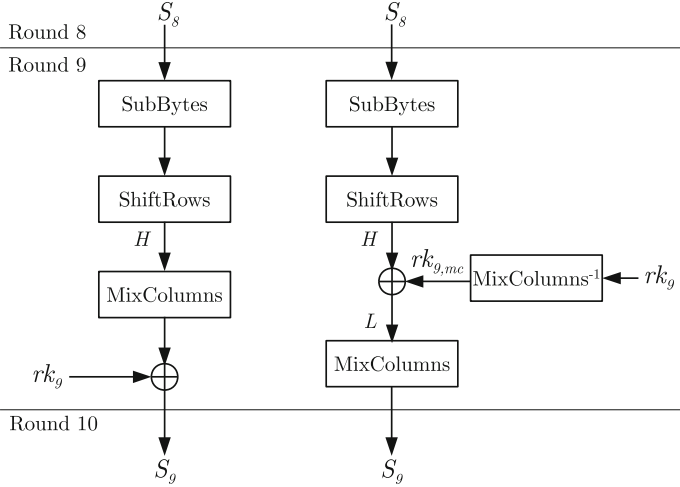 S₈ S₈
Round 8
Round 9
SubBytes SubBytes
ShiftRows ShiftRows
H H
rk₉,mc
MixColumns MixColumns⁻¹ rk₉
L
MixColumns
rk₉
Round 10
S₉ S₉